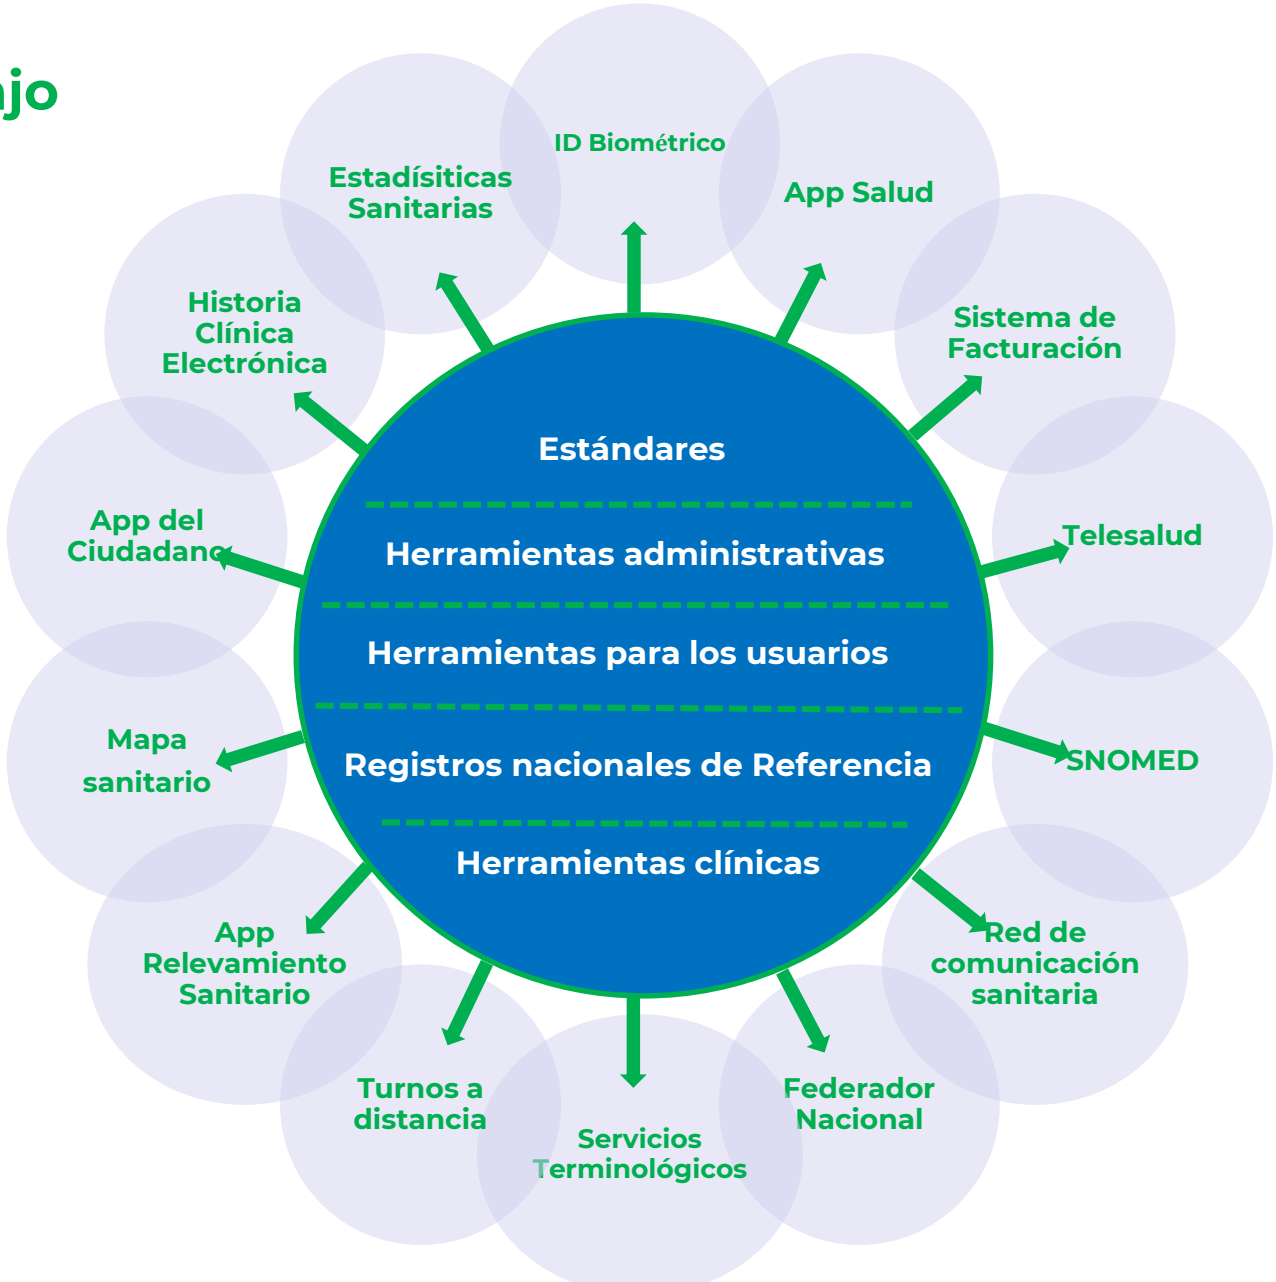 ID Biométrico
Estadísiticas
Sanitarias
App Salud
Historia
Clínica
Electrónica
Sistema de
Facturación
App del
Ciudadano
Telesalud
Mapa
sanitario
SNOMED
App
Relevamiento
Sanitario
Red de
comunicación
sanitaria
Turnos a
distancia
Federador
Nacional
Servicios
Terminológicos
Estándares
Herramientas administrativas
Herramientas para los usuarios
Registros nacionales de Referencia
Herramientas clínicas